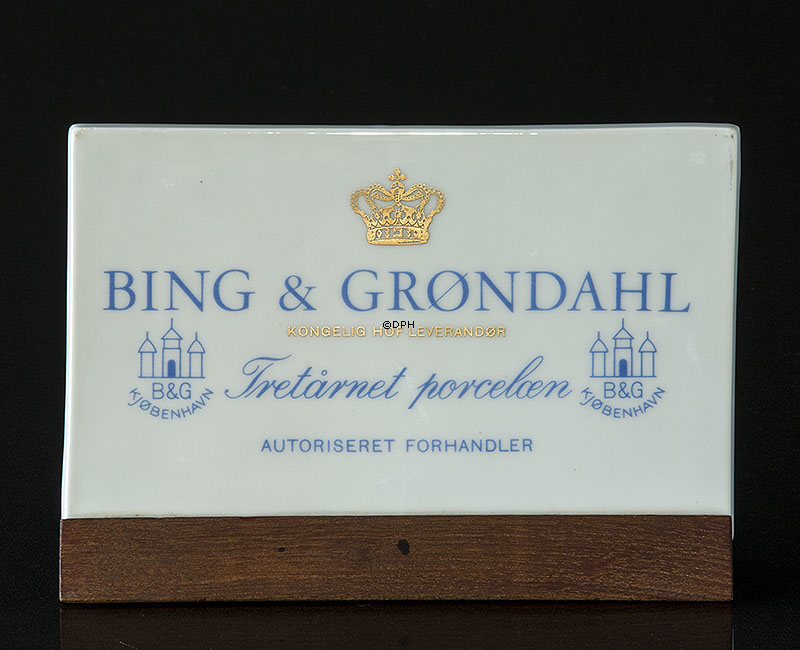 BING & GRØNDAHL
©DPH
KONGELIG HOF LEVERANDØR
Tretårnet porcelæn
B&G
KJØBENHAVN
B&G
KJØBENHAVN
AUTORISERET FORHANDLER